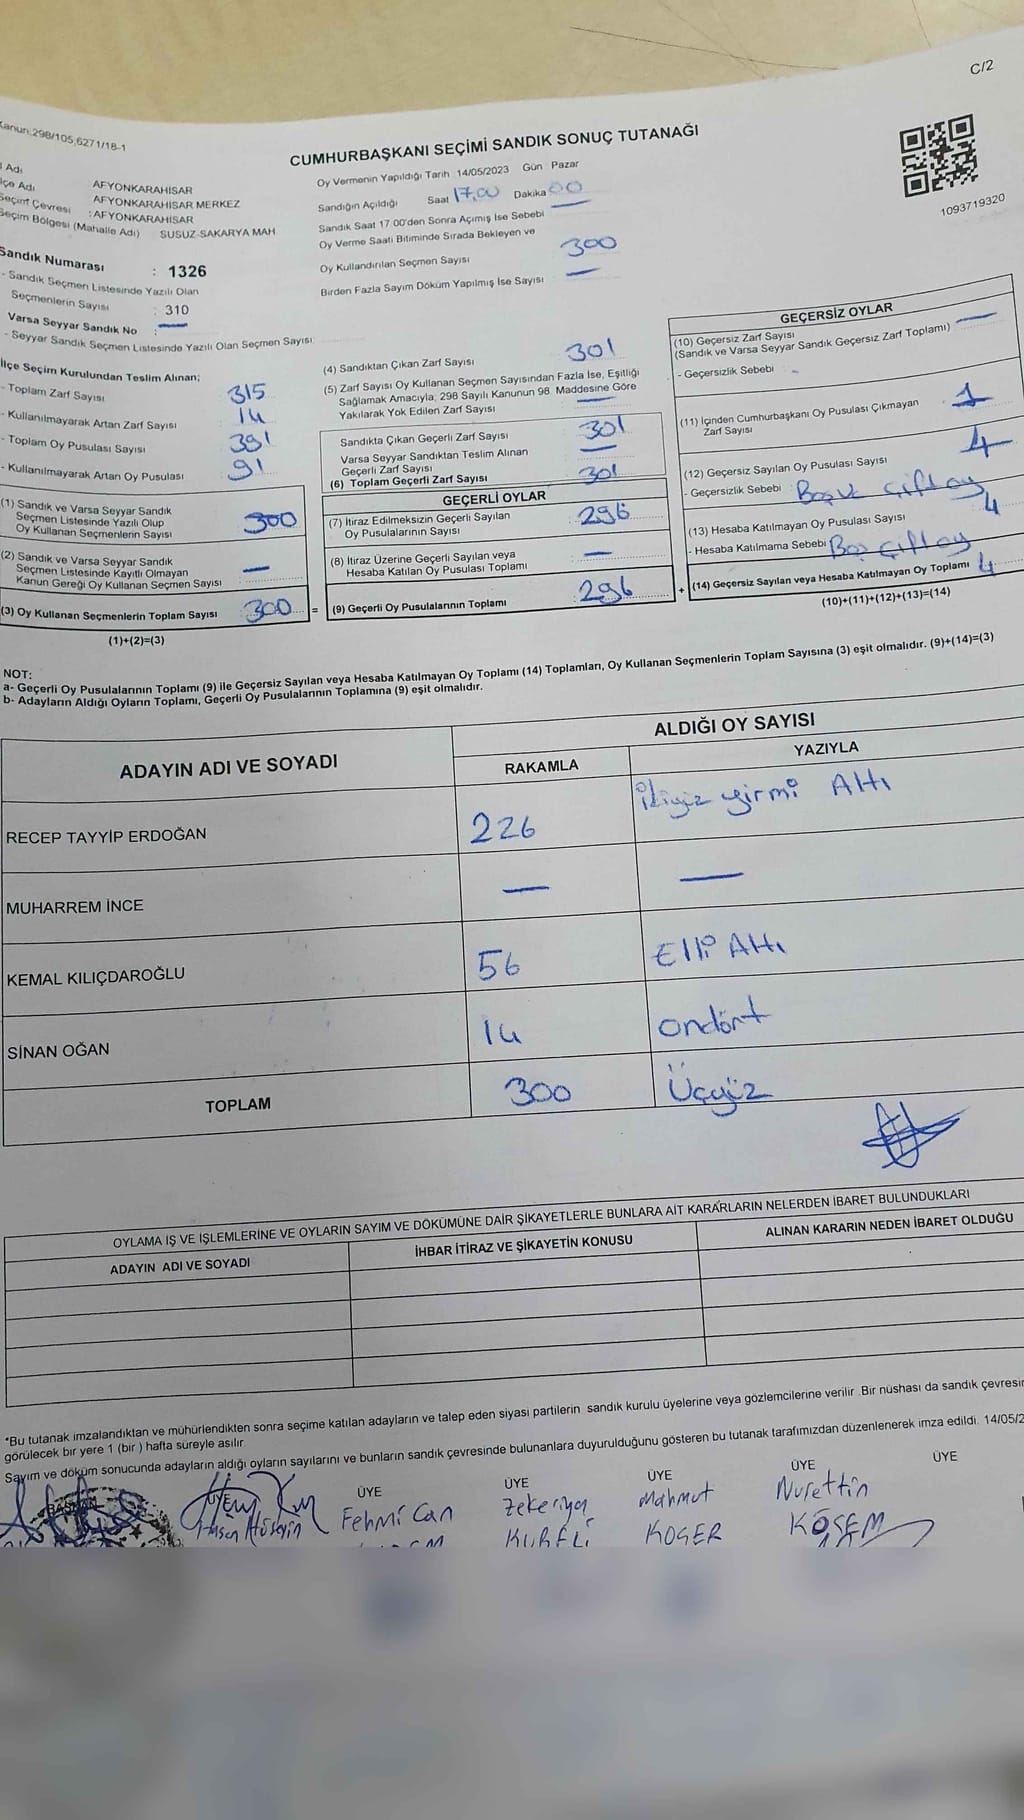 C/2
Kanun:298/105,6271/18-1
CUMHURBAŞKANI SEÇİMİ SANDIK SONUÇ TUTANAĞI
1093719320
Adı AFYONKARAHİSAR
İlçe Adı AFYONKARAHİSAR MERKEZ
Seçim Çevresi : AFYONKARAHİSAR
Seçim Bölgesi (Mahalle Adı) SUSUZ-SAKARYA MAH
Sandık Numarası : 1326
- Sandık Seçmen Listesinde Yazılı Olan
Seçmenlerin Sayısı : 310
Varsa Seyyar Sandık No : —
- Seyyar Sandık Seçmen Listesinde Yazılı Olan Seçmen Sayısı:
Oy Vermenin Yapıldığı Tarih 14/05/2023 Gün Pazar
Sandığın Açıldığı Saat 17,00 Dakika 00
Sandık Saat 17:00'den Sonra Açımış İse Sebebi —
Oy Verme Saati Bitiminde Sırada Bekleyen ve
Oy Kullandırılan Seçmen Sayısı 300
Birden Fazla Sayım Döküm Yapılmış İse Sayısı —
İlçe Seçim Kurulundan Teslim Alınan;
- Toplam Zarf Sayısı 315
- Kullanılmayarak Artan Zarf Sayısı 14
- Toplam Oy Pusulası Sayısı 391
- Kullanılmayarak Artan Oy Pusulası 91
(1) Sandık ve Varsa Seyyar Sandık
Seçmen Listesinde Yazılı Olup
Oy Kullanan Seçmenlerin Sayısı 300
(2) Sandık ve Varsa Seyyar Sandık
Seçmen Listesinde Kayıtlı Olmayan
Kanun Gereği Oy Kullanan Seçmen Sayısı —
(3) Oy Kullanan Seçmenlerin Toplam Sayısı : 300 =
(1)+(2)=(3)
(4) Sandıktan Çıkan Zarf Sayısı 301
(5) Zarf Sayısı Oy Kullanan Seçmen Sayısından Fazla İse, Eşitliği
Sağlamak Amacıyla, 298 Sayılı Kanunun 98. Maddesine Göre
Yakılarak Yok Edilen Zarf Sayısı —
Sandıkta Çıkan Geçerli Zarf Sayısı 301
Varsa Seyyar Sandıktan Teslim Alınan
Geçerli Zarf Sayısı —
(6) Toplam Geçerli Zarf Sayısı 301
GEÇERLİ OYLAR
(7) İtiraz Edilmeksizin Geçerli Sayılan
Oy Pusulalarının Sayısı 296
(8) İtiraz Üzerine Geçerli Sayılan veya
Hesaba Katılan Oy Pusulası Toplamı —
(9) Geçerli Oy Pusulalarının Toplamı : 296 +
GEÇERSİZ OYLAR
(10) Geçersiz Zarf Sayısı
(Sandık ve Varsa Seyyar Sandık Geçersiz Zarf Toplamı) —
- Geçersizlik Sebebi : -
(11) İçinden Cumhurbaşkanı Oy Pusulası Çıkmayan
Zarf Sayısı 1
(12) Geçersiz Sayılan Oy Pusulası Sayısı 4
- Geçersizlik Sebebi : Boş ve çift oy
(13) Hesaba Katılmayan Oy Pusulası Sayısı 4
- Hesaba Katılmama Sebebi : Boş çift oy
(14) Geçersiz Sayılan veya Hesaba Katılmayan Oy Toplamı 4
(10)+(11)+(12)+(13)=(14)
NOT:
a- Geçerli Oy Pusulalarının Toplamı (9) ile Geçersiz Sayılan veya Hesaba Katılmayan Oy Toplamı (14) Toplamları, Oy Kullanan Seçmenlerin Toplam Sayısına (3) eşit olmalıdır. (9)+(14)=(3)
b- Adayların Aldığı Oyların Toplamı, Geçerli Oy Pusulalarının Toplamına (9) eşit olmalıdır.
ADAYIN ADI VE SOYADI
ALDIĞI OY SAYISI
RAKAMLA YAZIYLA
RECEP TAYYİP ERDOĞAN 226 İkiyüz yirmi Altı
MUHARREM İNCE — —
KEMAL KILIÇDAROĞLU 56 Elli Altı
SİNAN OĞAN 14 ondört
TOPLAM 300 Üçyüz
OYLAMA İŞ VE İŞLEMLERİNE VE OYLARIN SAYIM VE DÖKÜMÜNE DAİR ŞİKAYETLERLE BUNLARA AİT KARARLARIN NELERDEN İBARET BULUNDUKLARI
ADAYIN ADI VE SOYADI İHBAR İTİRAZ VE ŞİKAYETİN KONUSU ALINAN KARARIN NEDEN İBARET OLDUĞU
*Bu tutanak imzalandıktan ve mühürlendikten sonra seçime katılan adayların ve talep eden siyasi partilerin sandık kurulu üyelerine veya gözlemcilerine verilir. Bir nüshası da sandık çevresin
görülecek bir yere 1 (bir ) hafta süreyle asılır
Sayım ve döküm sonucunda adayların aldığı oyların sayılarını ve bunların sandık çevresinde bulunanlara duyurulduğunu gösteren bu tutanak tarafımızdan düzenlenerek imza edildi. 14/05/2
BAŞKAN ÜYE ÜYE ÜYE ÜYE ÜYE ÜYE
Hasan Hüseyin Fehmi Can Zekeriya Mahmut Nurettin
KÜRELİ KOSER KÖSEM